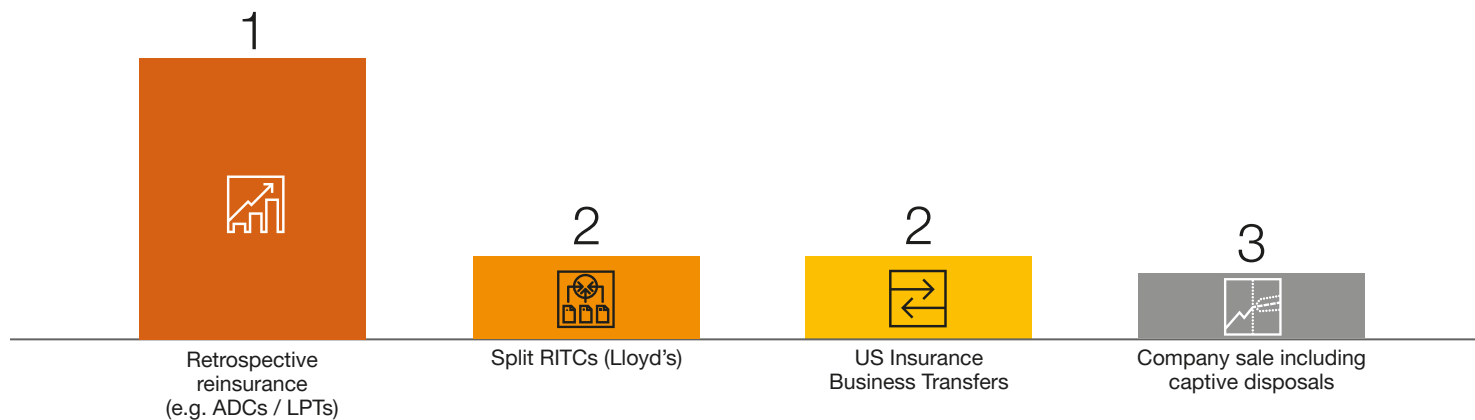 1
2
2
3
Retrospective
reinsurance
(e.g. ADCs / LPTs)
Split RITCs (Lloyd’s)
US Insurance
Business Transfers
Company sale including
captive disposals